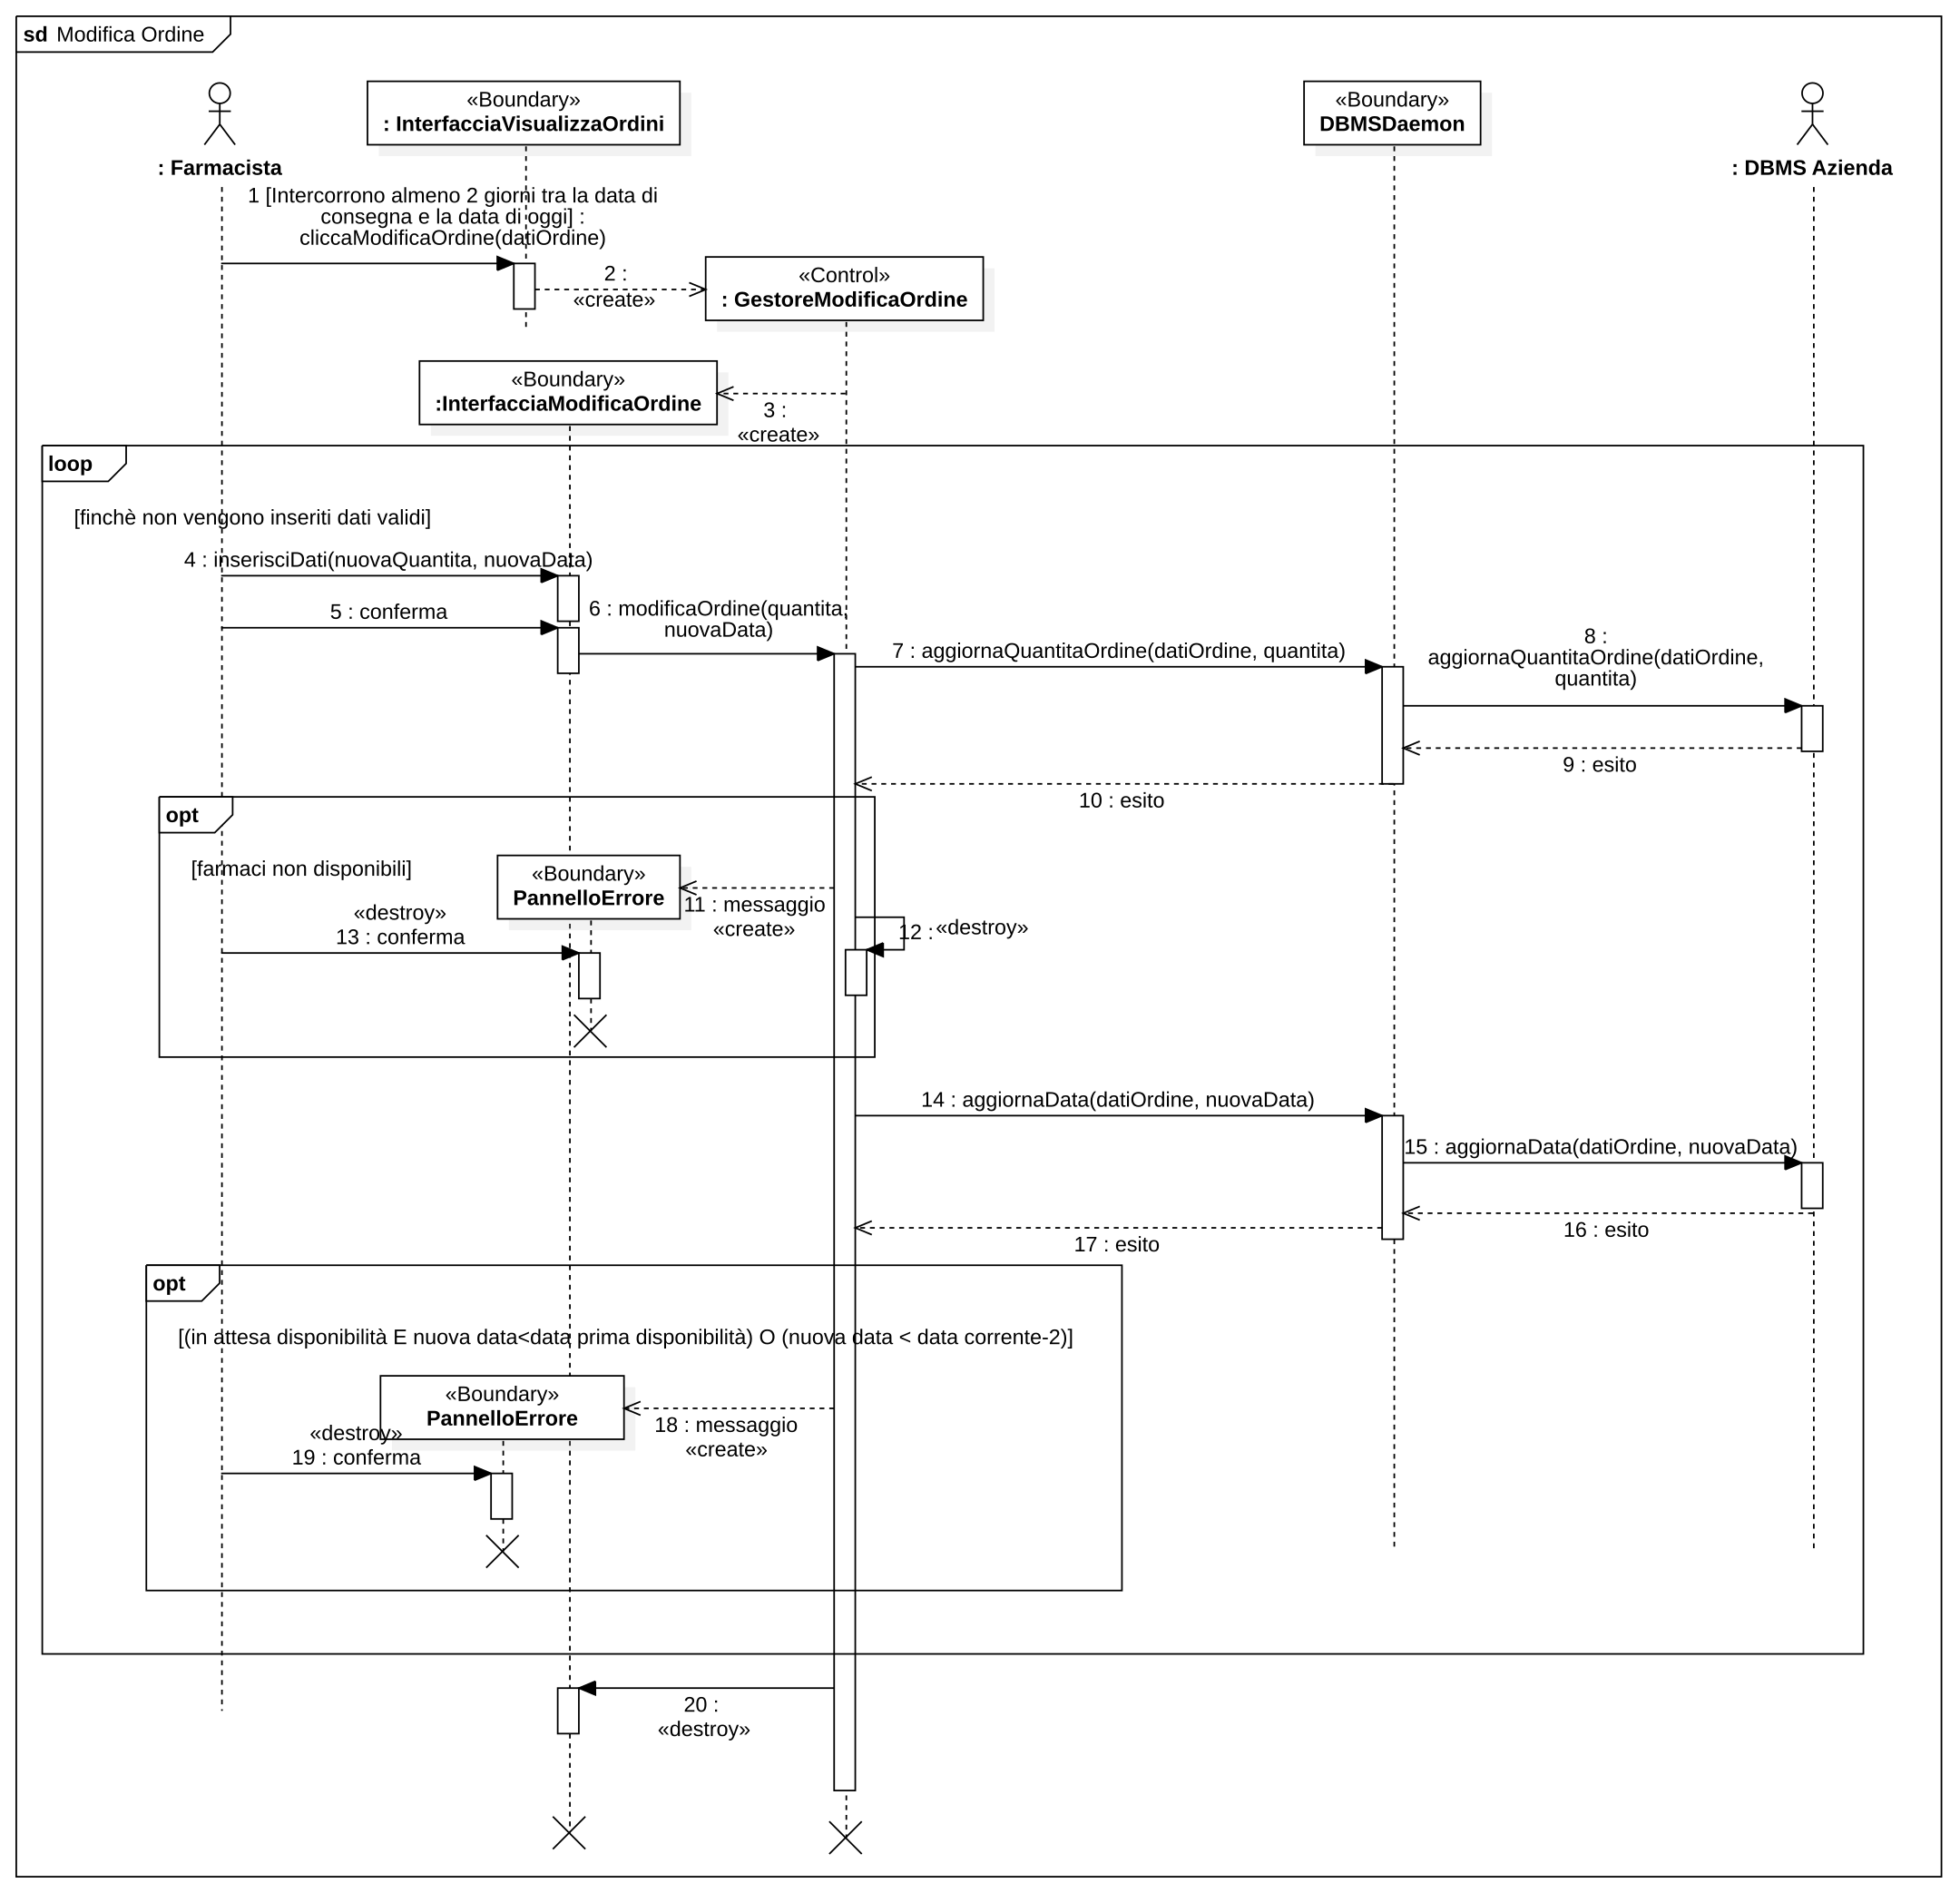 sd Modifica Ordine
«Boundary»
: InterfacciaVisualizzaOrdini
«Boundary»
DBMSDaemon
: Farmacista
: DBMS Azienda
1 [Intercorrono almeno 2 giorni tra la data di
consegna e la data di oggi] :
cliccaModificaOrdine(datiOrdine)
2 :
«create»
«Control»
: GestoreModificaOrdine
«Boundary»
:InterfacciaModificaOrdine
3 :
«create»
loop
[finchè non vengono inseriti dati validi]
4 : inserisciDati(nuovaQuantita, nuovaData)
5 : conferma
6 : modificaOrdine(quantita,
nuovaData)
7 : aggiornaQuantitaOrdine(datiOrdine, quantita)
8 :
aggiornaQuantitaOrdine(datiOrdine,
quantita)
9 : esito
10 : esito
opt
[farmaci non disponibili]
«Boundary»
PannelloErrore
11 : messaggio
«create»
12 : «destroy»
«destroy»
13 : conferma
14 : aggiornaData(datiOrdine, nuovaData)
15 : aggiornaData(datiOrdine, nuovaData)
16 : esito
17 : esito
opt
[(in attesa disponibilità E nuova data<data prima disponibilità) O (nuova data < data corrente-2)]
«Boundary»
PannelloErrore
18 : messaggio
«create»
«destroy»
19 : conferma
20 :
«destroy»